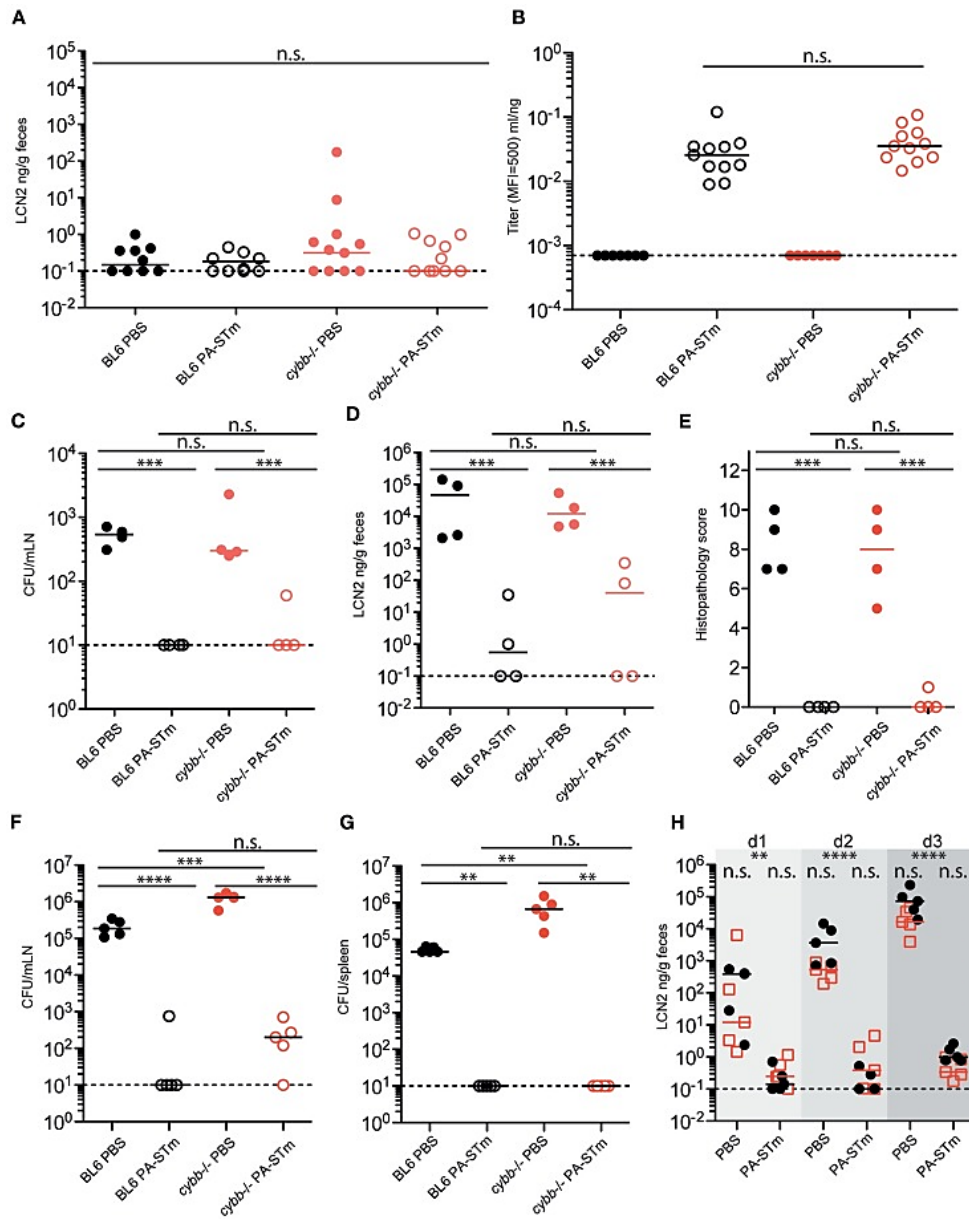 A
n.s.
LCN2 ng/g feces
10^5
10^4
10^3
10^2
10^1
10^0
10^-1
10^-2
BL6 PBS
BL6 PA-STm
cybb-/- PBS
cybb-/- PA-STm
B
n.s.
Titer (MFI=500) ml/ng
10^0
10^-1
10^-2
10^-3
10^-4
BL6 PBS
BL6 PA-STm
cybb-/- PBS
cybb-/- PA-STm
C
n.s.
n.s.
*** ***
CFU/mLN
10^4
10^3
10^2
10^1
10^0
BL6 PBS
BL6 PA-STm
cybb-/- PBS
cybb-/- PA-STm
D
n.s.
n.s.
*** ***
LCN2 ng/g feces
10^6
10^5
10^4
10^3
10^2
10^1
10^0
10^-1
10^-2
BL6 PBS
BL6 PA-STm
cybb-/- PBS
cybb-/- PA-STm
E
n.s.
n.s.
*** ***
Histopathology score
12
10
8
6
4
2
0
BL6 PBS
BL6 PA-STm
cybb-/- PBS
cybb-/- PA-STm
F
n.s.
***
**** ****
CFU/mLN
10^7
10^6
10^5
10^4
10^3
10^2
10^1
10^0
BL6 PBS
BL6 PA-STm
cybb-/- PBS
cybb-/- PA-STm
G
n.s.
**
** **
CFU/spleen
10^7
10^6
10^5
10^4
10^3
10^2
10^1
10^0
BL6 PBS
BL6 PA-STm
cybb-/- PBS
cybb-/- PA-STm
H
d1 d2 d3
** **** ****
n.s. n.s. n.s. n.s. n.s. n.s.
LCN2 ng/g feces
10^6
10^5
10^4
10^3
10^2
10^1
10^0
10^-1
10^-2
PBS
PA-STm
PBS
PA-STm
PBS
PA-STm